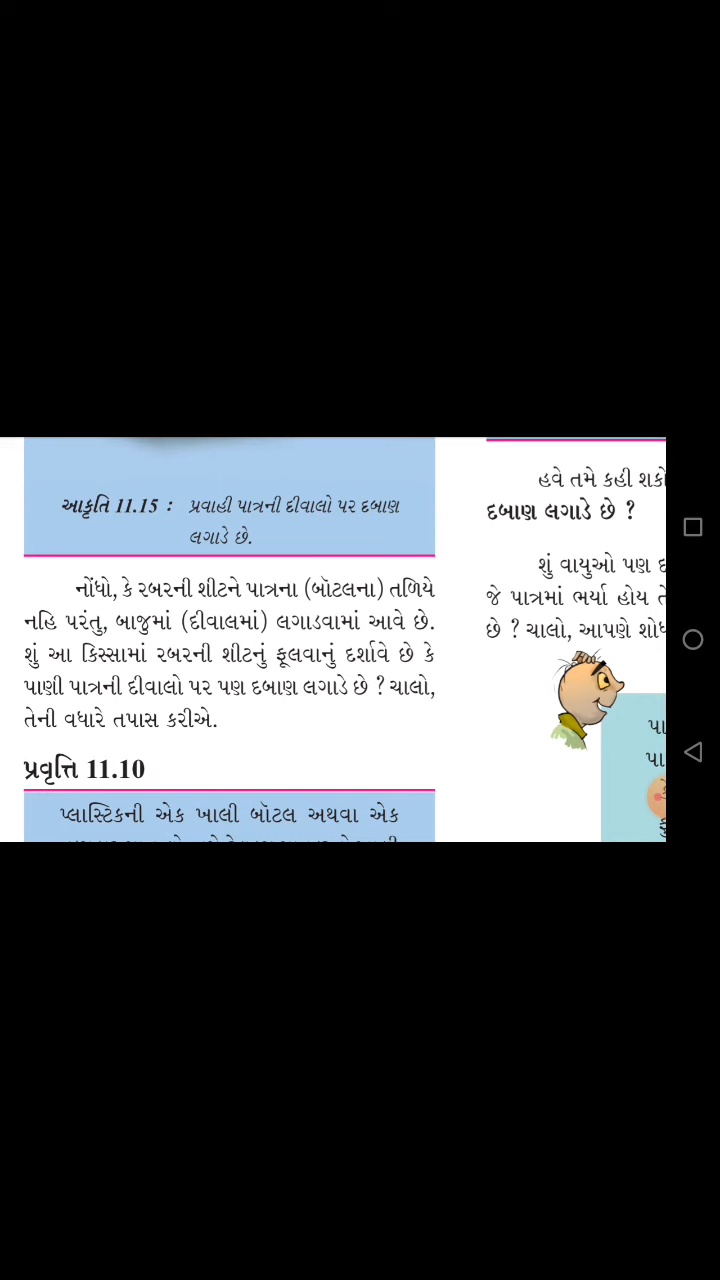 આકૃતિ 11.15 : પ્રવાહી પાત્રની દીવાલો પર દબાણ
લગાડે છે.
નોંધો, કે રબરની શીટને પાત્રના (બૉટલના) તળિયે
નહિ પરંતુ, બાજુમાં (દીવાલમાં) લગાડવામાં આવે છે.
શું આ કિસ્સામાં રબરની શીટનું ફૂલવાનું દર્શાવે છે કે
પાણી પાત્રની દીવાલો પર પણ દબાણ લગાડે છે ? ચાલો,
તેની વધારે તપાસ કરીએ.
પ્રવૃત્તિ 11.10
પ્લાસ્ટિકની એક ખાલી બૉટલ અથવા એક
હવે તમે કહી શકો
દબાણ લગાડે છે ?
શું વાયુઓ પણ
જે પાત્રમાં ભર્યા હોય
છે ? ચાલો, આપણે
પા
પા